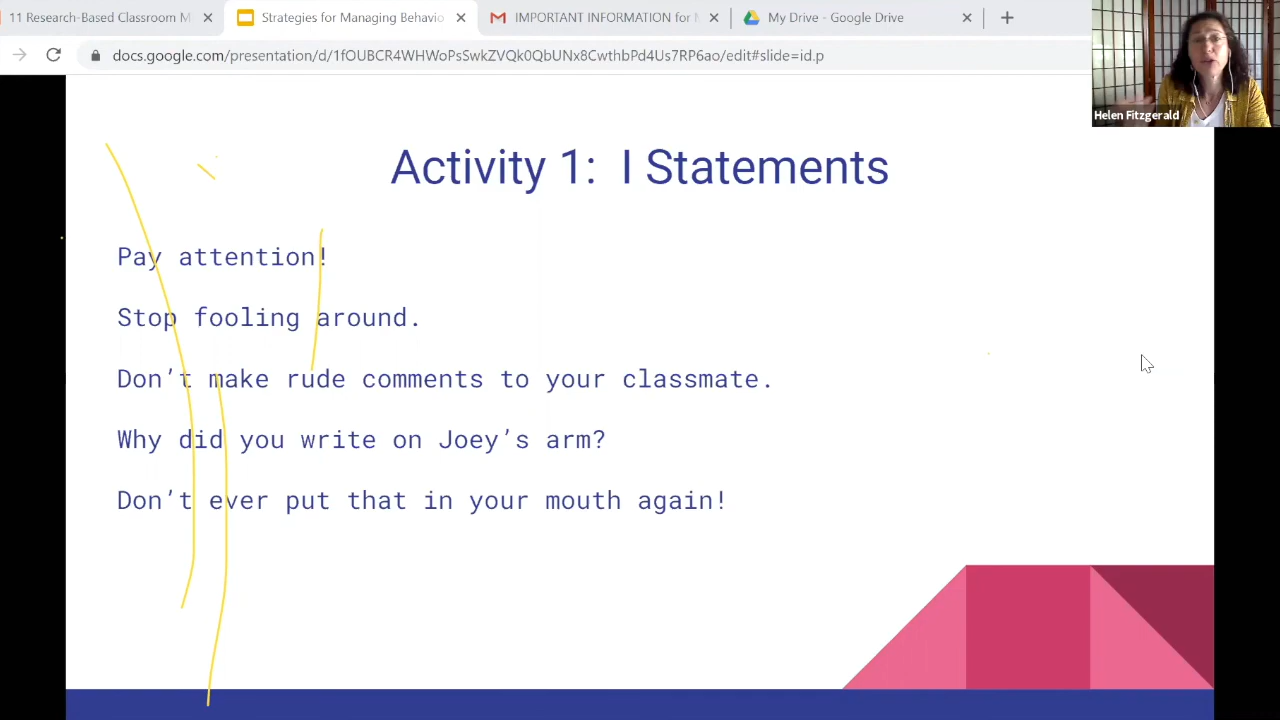 11 Research-Based Classroom M
Strategies for Managing Behavio
IMPORTANT INFORMATION for
My Drive - Google Drive
docs.google.com/presentation/d/1fOUBCR4WHWoPsSwkZVQk0QbUNx8CwthbPd4Us7RP6ao/edit#slide=id.p
Helen Fitzgerald
Activity 1: I Statements
Pay attention!
Stop fooling around.
Don’t make rude comments to your classmate.
Why did you write on Joey’s arm?
Don’t ever put that in your mouth again!